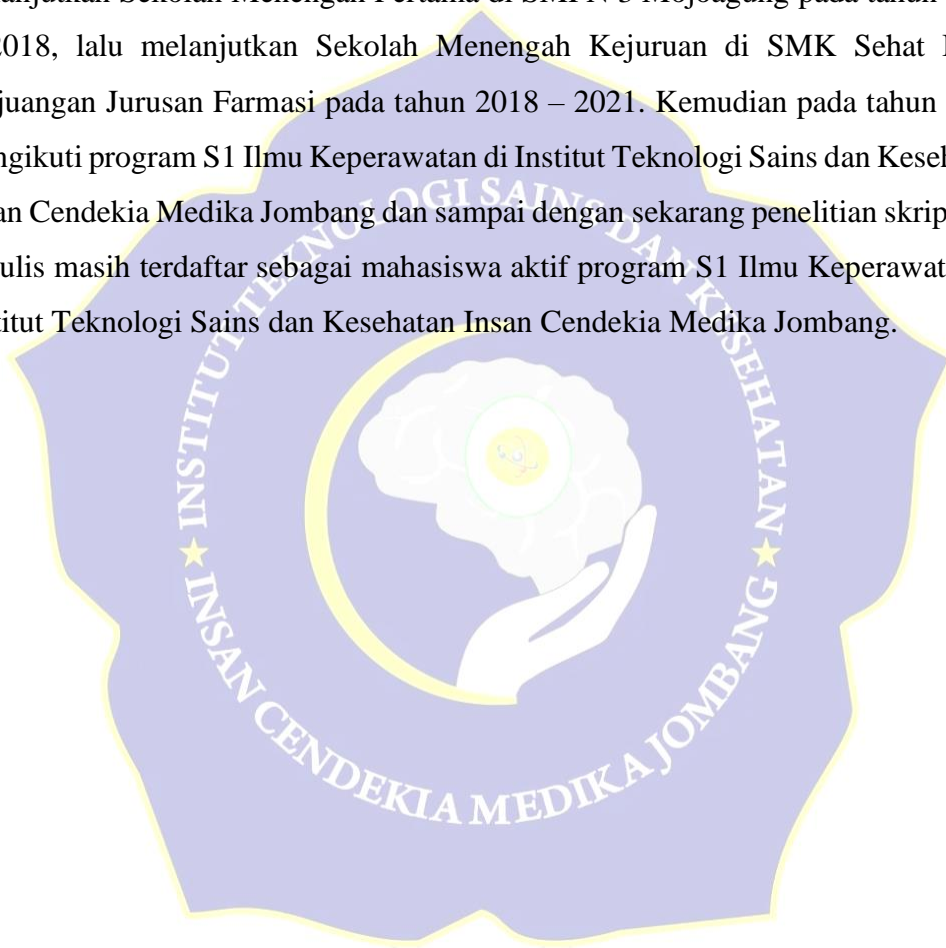 anjutkan Sekolah Menengah Pertama di SMPN Mojoagung pada tahun
2018, lalu melanjutkan Sekolah Menengah Kejuruan di SMK Sehat
juangan Jurusan Farmasi pada tahun 2018 – 2021. Kemudian pada tahun
ngikuti program S1 Ilmu Keperawatan di Institut Teknologi Sains dan Keseh
an Cendekia Medika Jombang dan sampai dengan sekarang penelitian skrip
ulis masih terdaftar sebagai mahasiswa aktif program S1 Ilmu Keperawat
titut Teknologi Sains dan Kesehatan Insan Cendekia Medika Jombang.
INSTITUT TEKNOLOGI SAINS DAN KESEHATAN
INSAN CENDEKIA MEDIKA JOMBANG